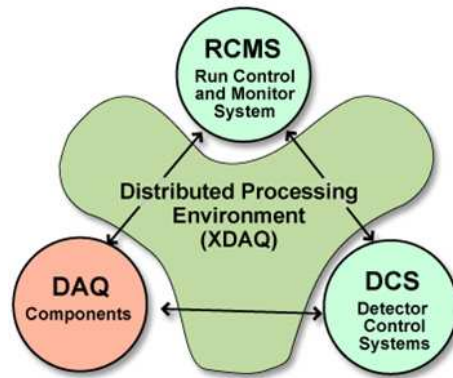 RCMS
Run Control
and Monitor
System
Distributed Processing
Environment
(XDAQ)
DAQ
Components
DCS
Detector
Control
Systems